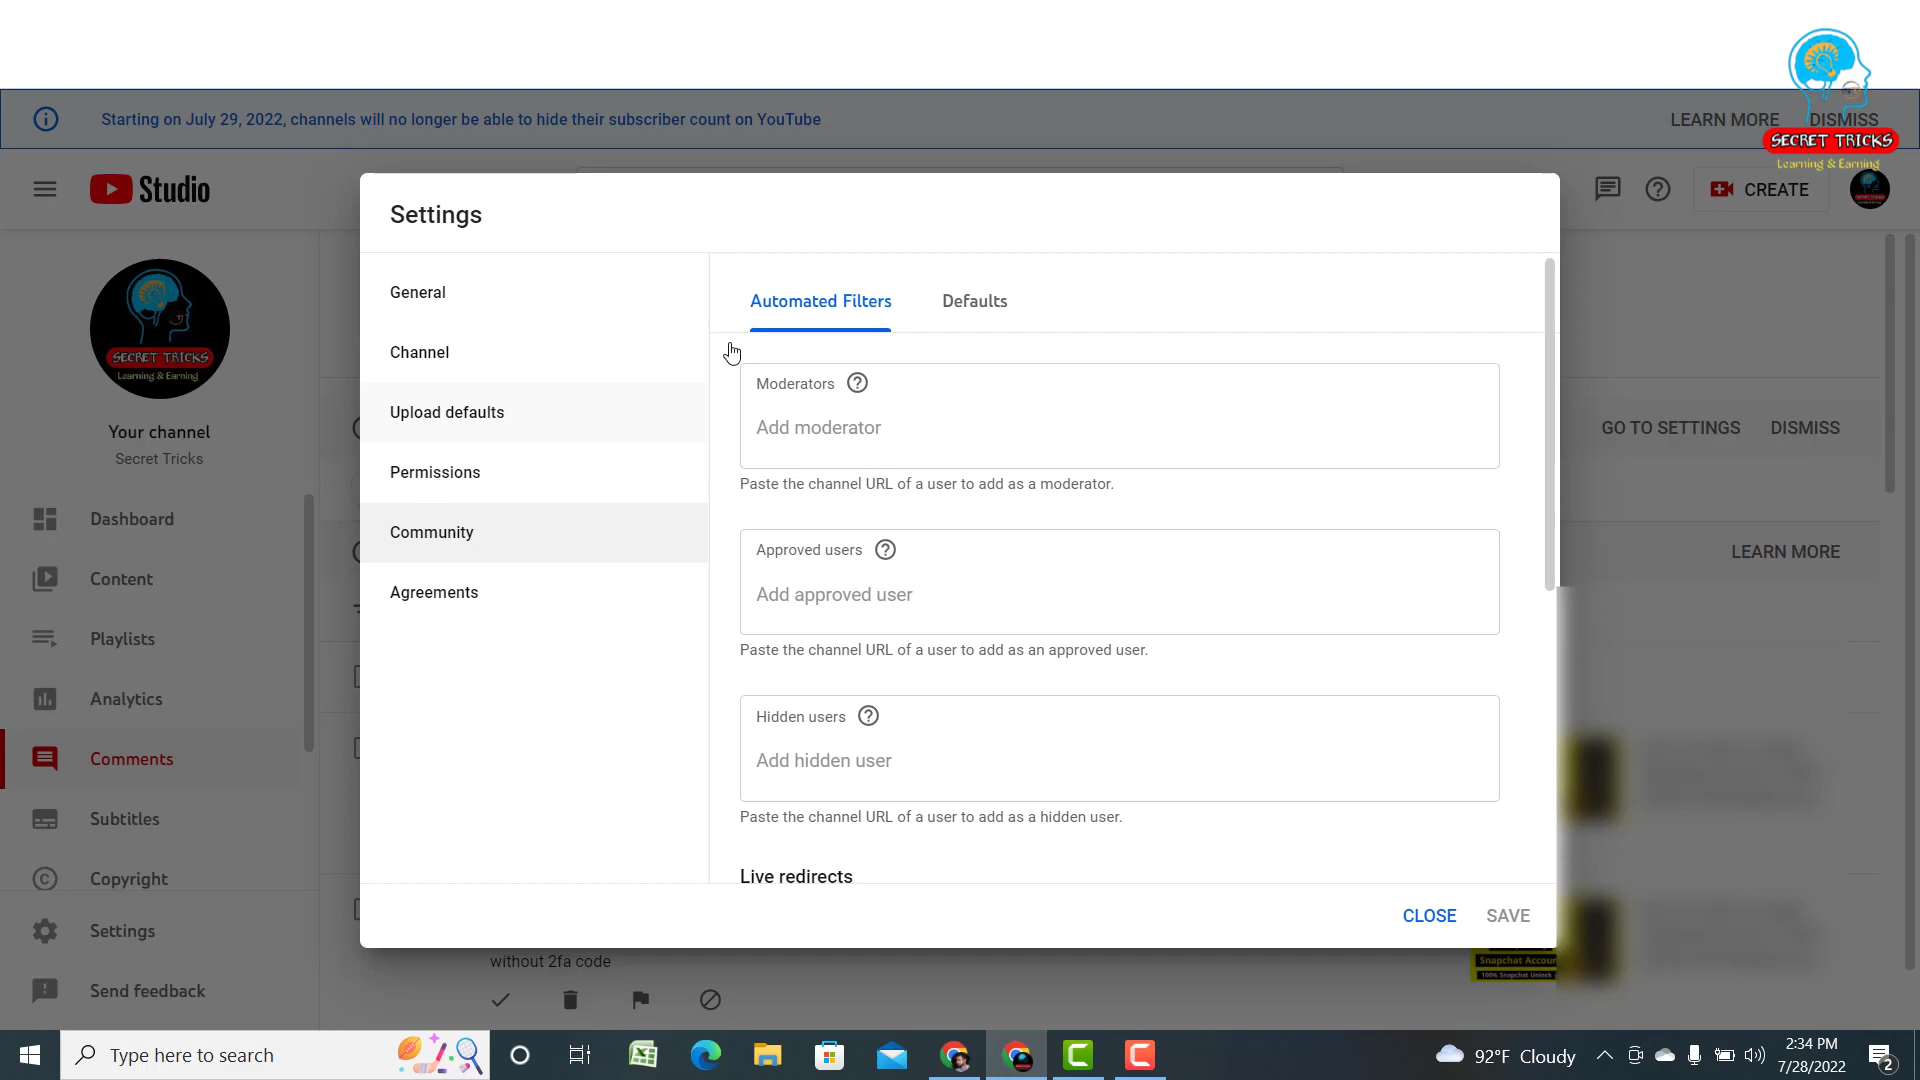 Starting on July 29, 2022, channels will no longer be able to hide their subscriber count on YouTube
LEARN MORE
DISMISS
SECRET TRICKS
Learning & Earning
Studio
CREATE
Settings
SECRET TRICKS
Learning & Earning
Your channel
Secret Tricks
Dashboard
Content
Playlists
Analytics
Comments
Subtitles
Copyright
Settings
Send feedback
General
Channel
Upload defaults
Permissions
Community
Agreements
Automated Filters
Defaults
Moderators
Add moderator
Paste the channel URL of a user to add as a moderator.
Approved users
Add approved user
Paste the channel URL of a user to add as an approved user.
Hidden users
Add hidden user
Paste the channel URL of a user to add as a hidden user.
Live redirects
CLOSE
SAVE
GO TO SETTINGS
DISMISS
LEARN MORE
without 2fa code
Snapchat Accoun
100% Snapchat Unlock
Type here to search
92°F Cloudy
2:34 PM
7/28/2022
2